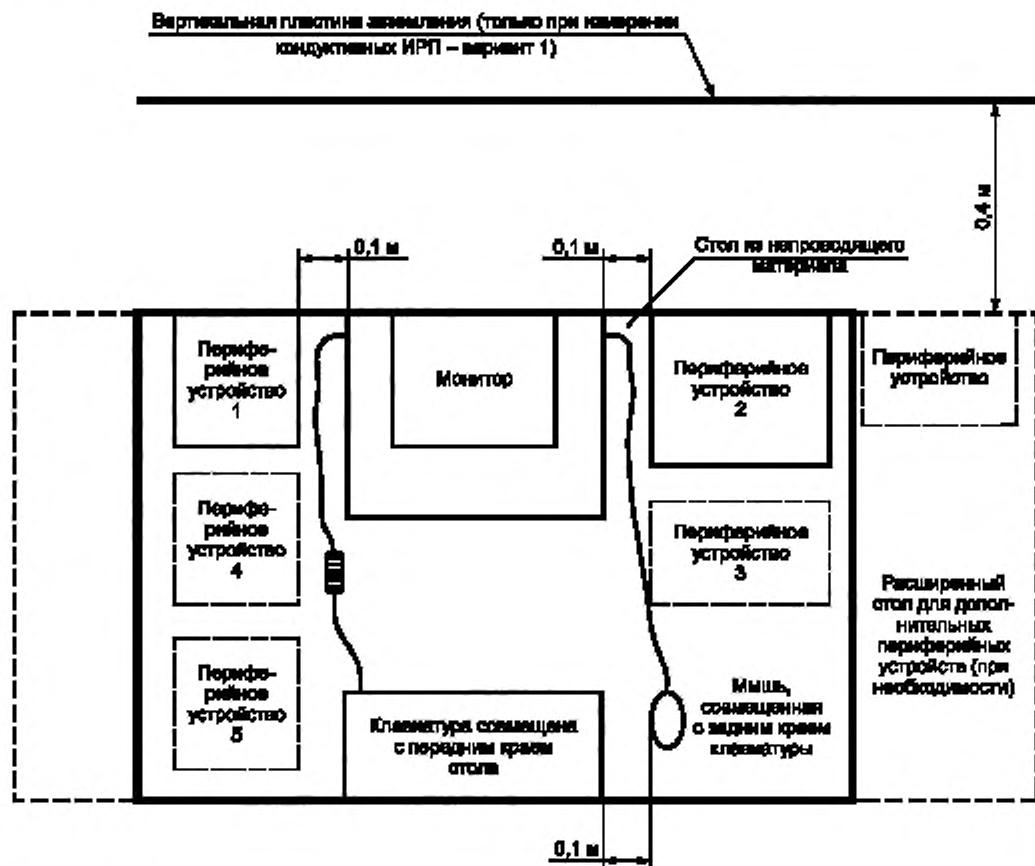 Вертикальная пластина заземления (только при измерении
кондуктивных ИРП – вариант 1)
0,4 м
0,1 м
0,1 м
Стол из непроводящего
материала
Перифе-
рийное
устройство
1
Монитор
Периферийное
устройство
2
Периферийное
устройство
Перифе-
рийное
устройство
4
Периферийное
устройство
3
Расширенный
стол для допол-
нительных
периферийных
устройств (при
необходимости)
Перифе-
рийное
устройство
5
Клавиатура совмещена
с передним краем
стола
Мышь,
совмещенная
с задним краем
клавиатуры
0,1 м